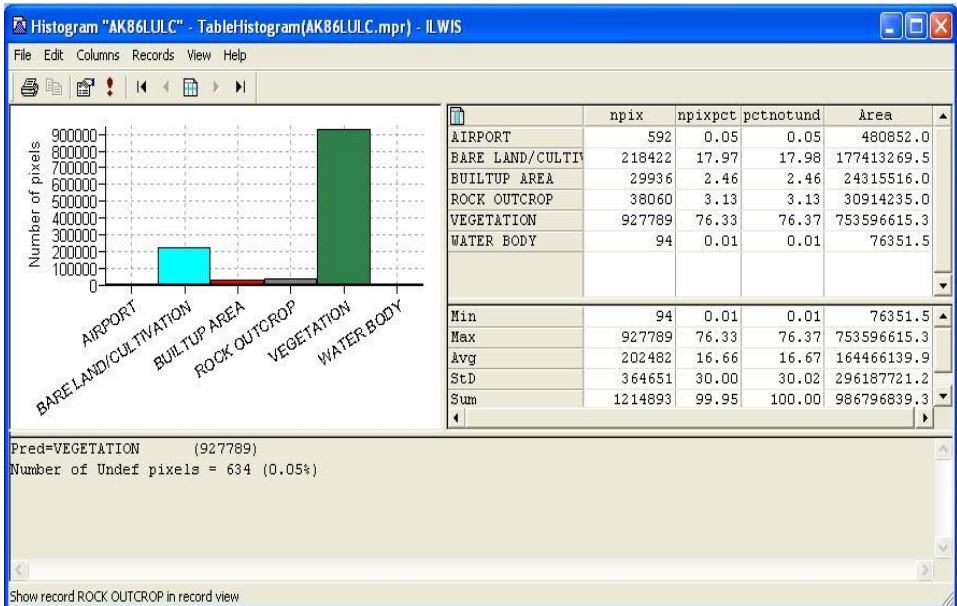 Histogram "AK86LULC" - TableHistogram(AK86LULC.mpr) - ILWIS
File Edit Columns Records View Help
Number of pixels
900000
800000
700000
600000
500000
400000
300000
200000
100000
0
AIRPORT
BARE LAND/CULTIVATION
BUILTUP AREA
ROCK OUTCROP
VEGETATION
WATER BODY
npix npixpct pctnotund Area
AIRPORT 592 0.05 0.05 480852.0
BARE LAND/CULTIV 218422 17.97 17.98 177413269.5
BUILTUP AREA 29936 2.46 2.46 24315516.0
ROCK OUTCROP 38060 3.13 3.13 30914235.0
VEGETATION 927789 76.33 76.37 753596615.3
WATER BODY 94 0.01 0.01 76351.5
Min 94 0.01 0.01 76351.5
Max 927789 76.33 76.37 753596615.3
Avg 202482 16.66 16.67 164466139.9
StD 364651 30.00 30.02 296187721.2
Sum 1214893 99.95 100.00 986796839.3
Pred=VEGETATION (927789)
Number of Undef pixels = 634 (0.05%)
Show record ROCK OUTCROP in record view